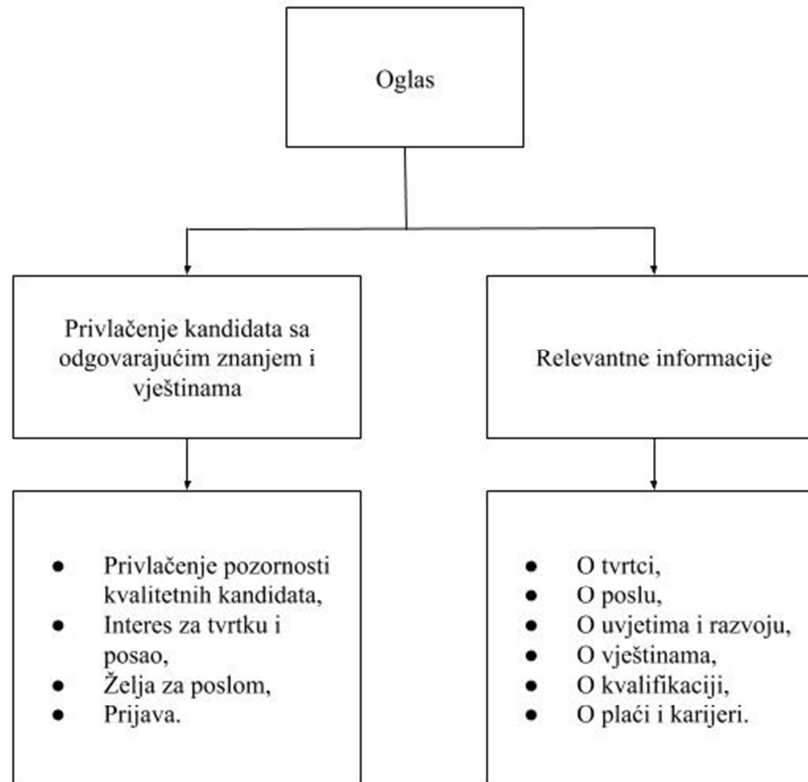 Oglas
Privlačenje kandidata sa
odgovarajućim znanjem i
vještinama
Relevantne informacije
● Privlačenje pozornosti
kvalitetnih kandidata,
● Interes za tvrtku i
posao,
● Želja za poslom,
● Prijava.
● O tvrtci,
● O poslu,
● O uvjetima i razvoju,
● O vještinama,
● O kvalifikaciji,
● O plaći i karijeri.